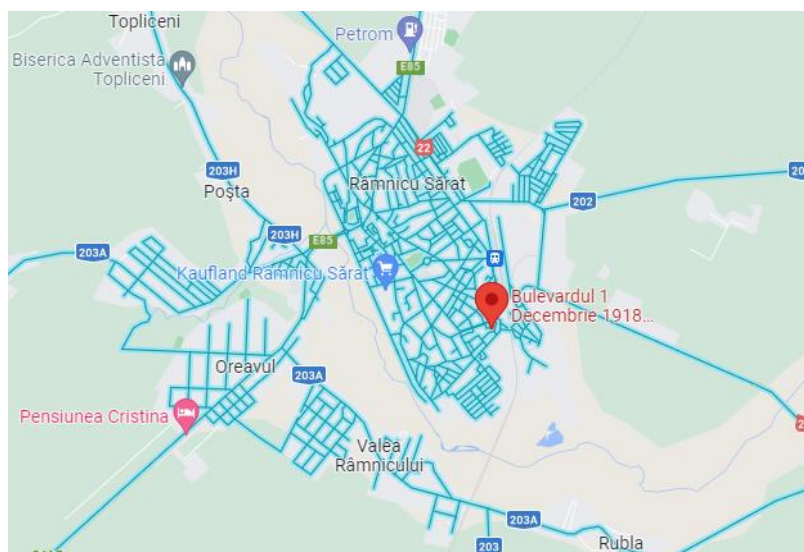 Topliceni
Petrom
Biserica Adventista
Topliceni
E85
22
203H
Râmnicu Sărat
Poşta
202
203H
E85
203A
Kaufland Râmnicu Sărat
Bulevardul 1
Decembrie 1918...
Oreavul
203A
Pensiunea Cristina
Valea
Râmnicului
203A
203
Rubla